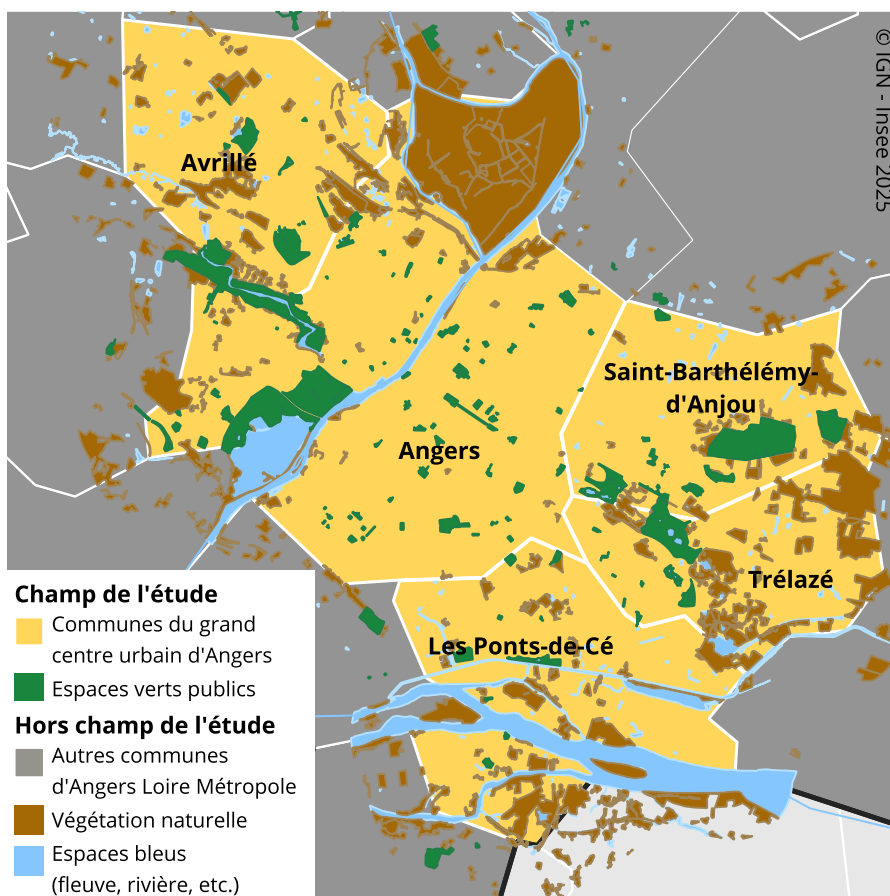 © IGN - Insee 2025
Avrillé
Saint-Barthélémy-
d'Anjou
Angers
Trélazé
Les Ponts-de-Cé
Champ de l'étude
Communes du grand
centre urbain d'Angers
Espaces verts publics
Hors champ de l'étude
Autres communes
d'Angers Loire Métropole
Végétation naturelle
Espaces bleus
(fleuve, rivière, etc.)